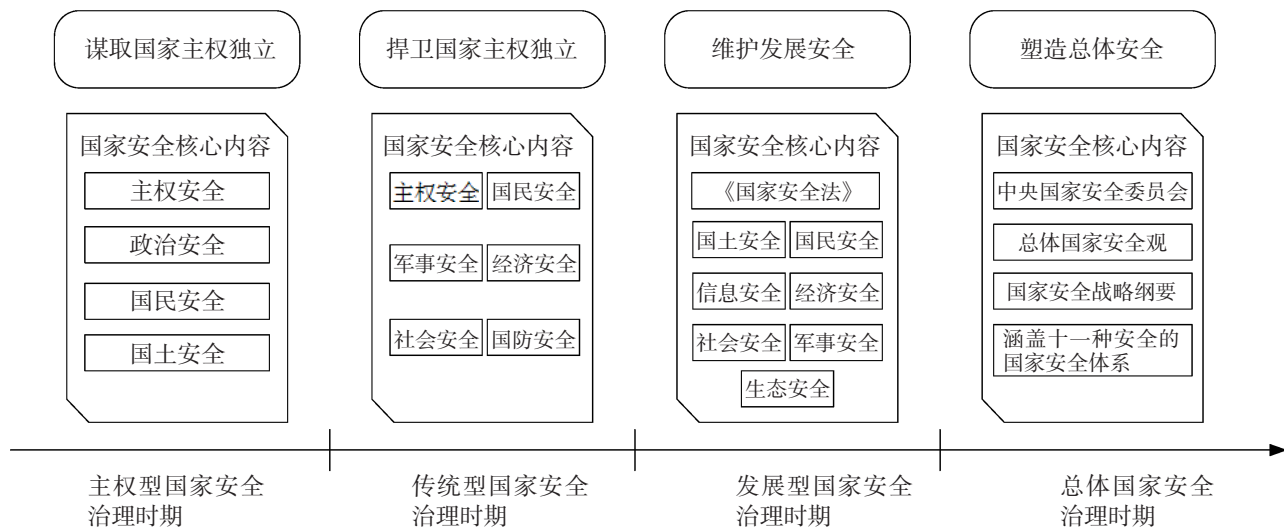 谋取国家主权独立
捍卫国家主权独立
维护发展安全
塑造总体安全
国家安全核心内容
主权安全
政治安全
国民安全
国土安全
国家安全核心内容
主权安全 国民安全
军事安全 经济安全
社会安全 国防安全
国家安全核心内容
《国家安全法》
国土安全 国民安全
信息安全 经济安全
社会安全 军事安全
生态安全
国家安全核心内容
中央国家安全委员会
总体国家安全观
国家安全战略纲要
涵盖十一种安全的
国家安全体系
主权型国家安全
治理时期
传统型国家安全
治理时期
发展型国家安全
治理时期
总体国家安全
治理时期